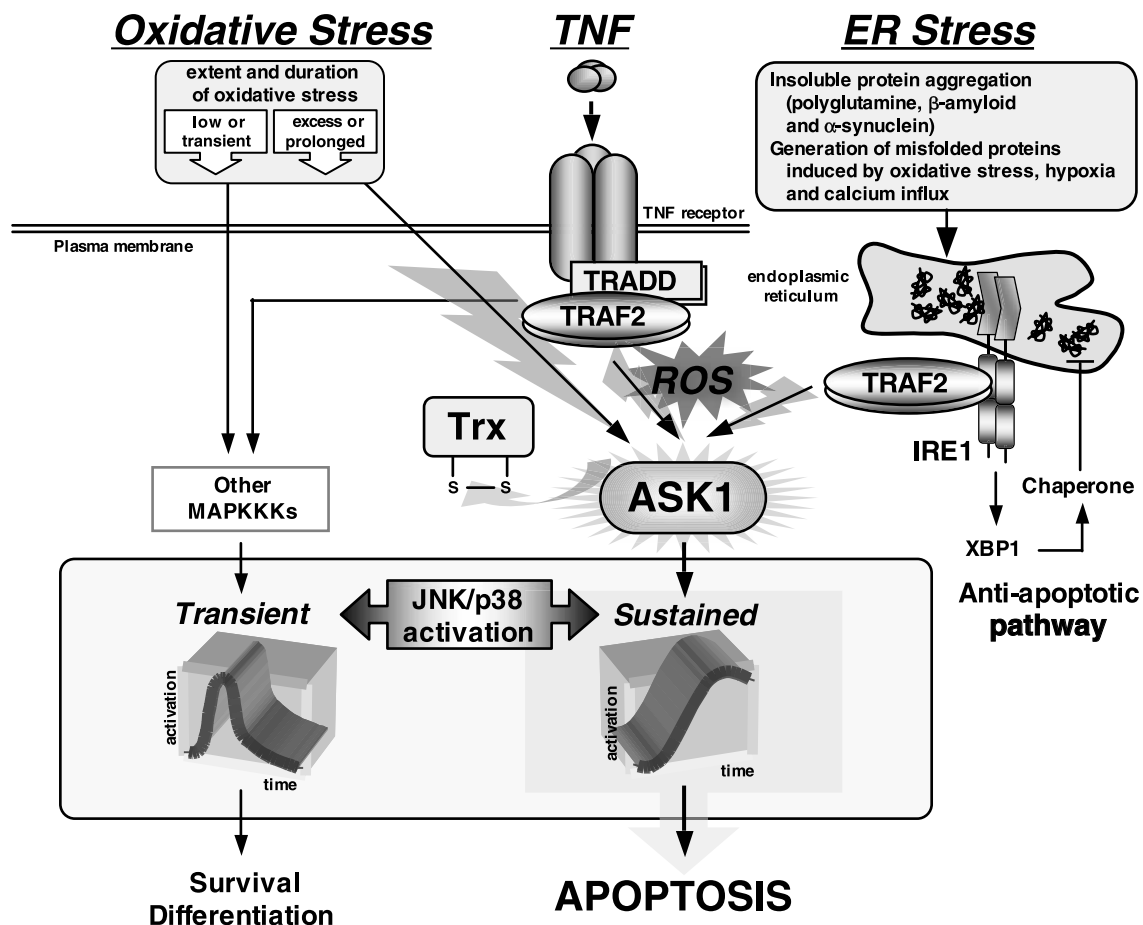 Oxidative Stress
extent and duration
of oxidative stress
low or
transient
excess or
prolonged
TNF
TNF receptor
Plasma membrane
TRADD
TRAF2
ROS
ER Stress
Insoluble protein aggregation
(polyglutamine, β-amyloid
and α-synuclein)
Generation of misfolded proteins
induced by oxidative stress, hypoxia
and calcium influx
endoplasmic
reticulum
TRAF2
IRE1
Chaperone
XBP1
Anti-apoptotic
pathway
Trx
S
S
ASK1
Other
MAPKKKs
JNK/p38
activation
Transient
activation
time
Sustained
activation
time
Survival
Differentiation
APOPTOSIS